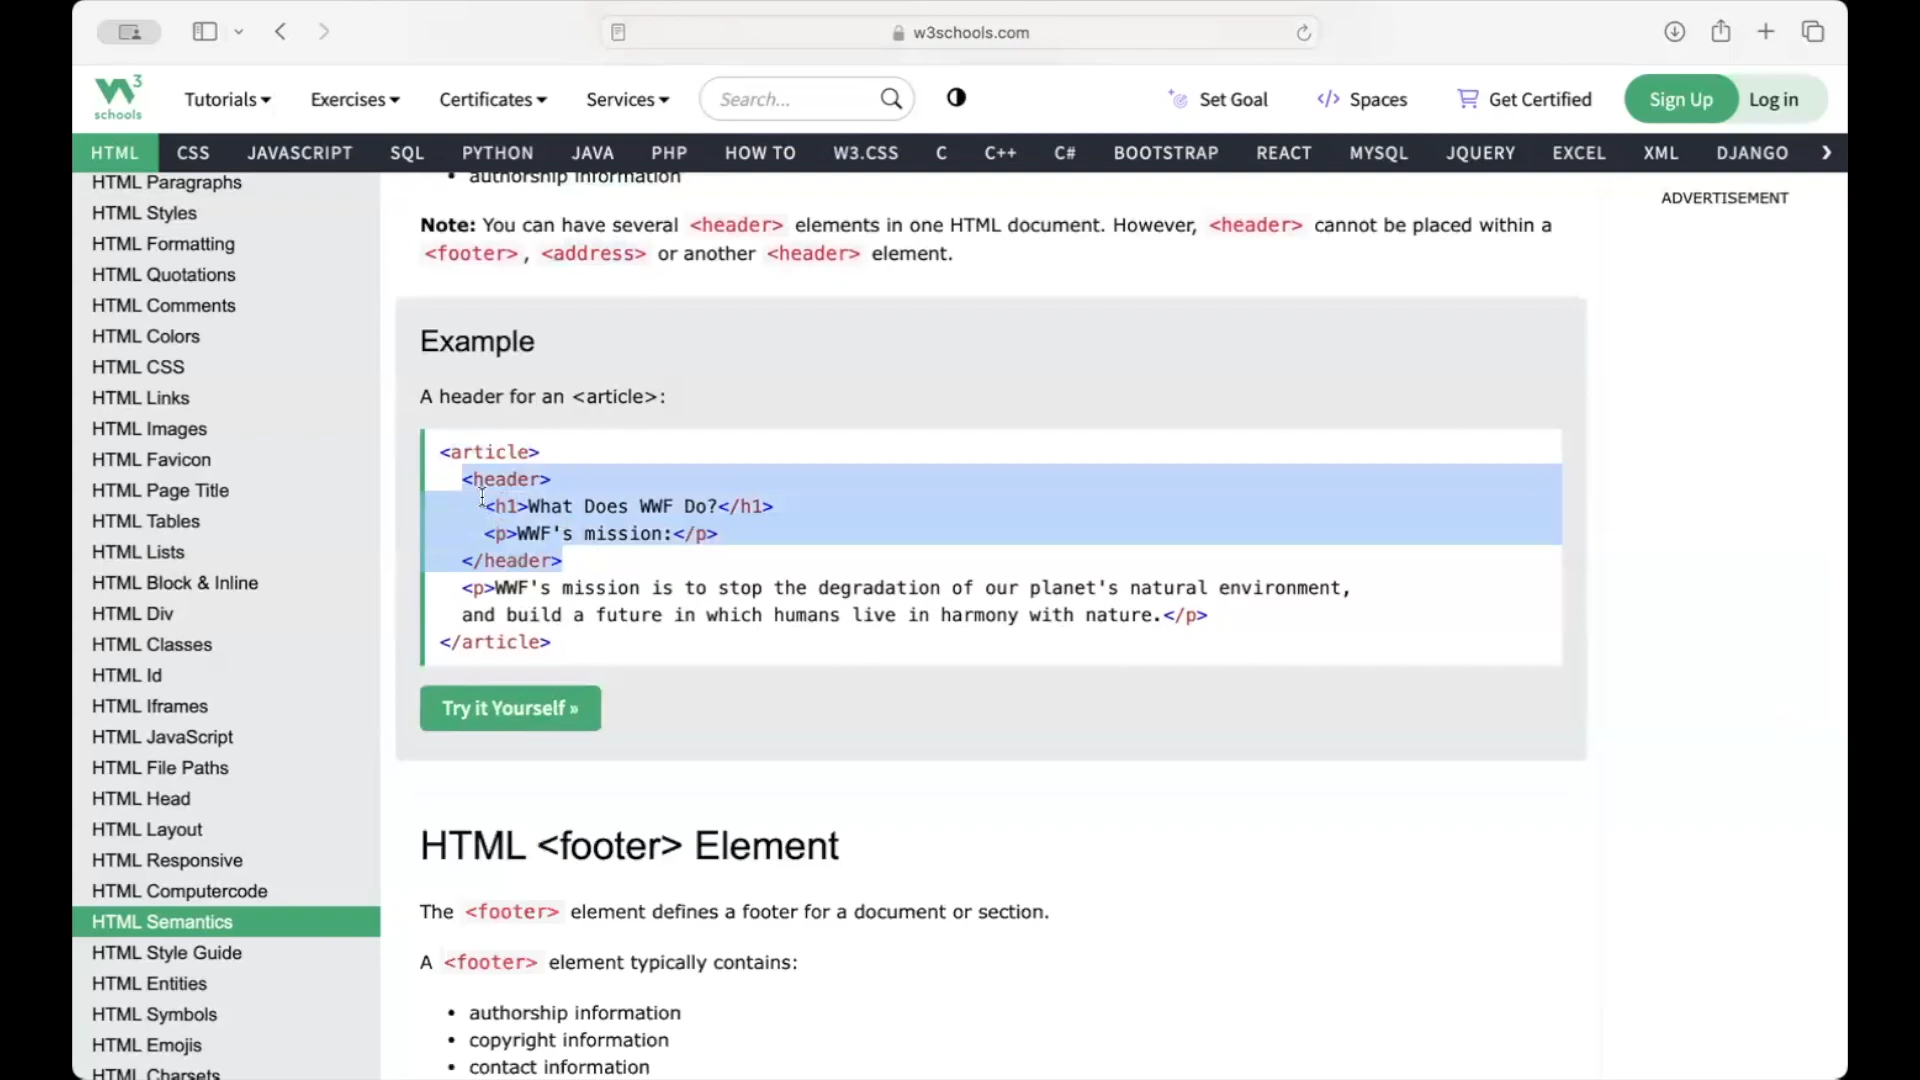 w3schools.com
W3 schools
Tutorials Exercises Certificates Services Search... Set Goal </> Spaces Get Certified Sign Up Log in
HTML CSS JAVASCRIPT SQL PYTHON JAVA PHP HOW TO W3.CSS C C++ C# BOOTSTRAP REACT MYSQL JQUERY EXCEL XML DJANGO
HTML Paragraphs
HTML Styles
HTML Formatting
HTML Quotations
HTML Comments
HTML Colors
HTML CSS
HTML Links
HTML Images
HTML Favicon
HTML Page Title
HTML Tables
HTML Lists
HTML Block & Inline
HTML Div
HTML Classes
HTML Id
HTML Iframes
HTML JavaScript
HTML File Paths
HTML Head
HTML Layout
HTML Responsive
HTML Computercode
HTML Semantics
HTML Style Guide
HTML Entities
HTML Symbols
HTML Emojis
HTML Charsets
• authorship information
Note: You can have several <header> elements in one HTML document. However, <header> cannot be placed within a
<footer>, <address> or another <header> element.
Example
A header for an <article>:
<article>
<header>
<h1>What Does WWF Do?</h1>
<p>WWF's mission:</p>
</header>
<p>WWF's mission is to stop the degradation of our planet's natural environment,
and build a future in which humans live in harmony with nature.</p>
</article>
Try it Yourself »
HTML <footer> Element
The <footer> element defines a footer for a document or section.
A <footer> element typically contains:
• authorship information
• copyright information
• contact information
ADVERTISEMENT